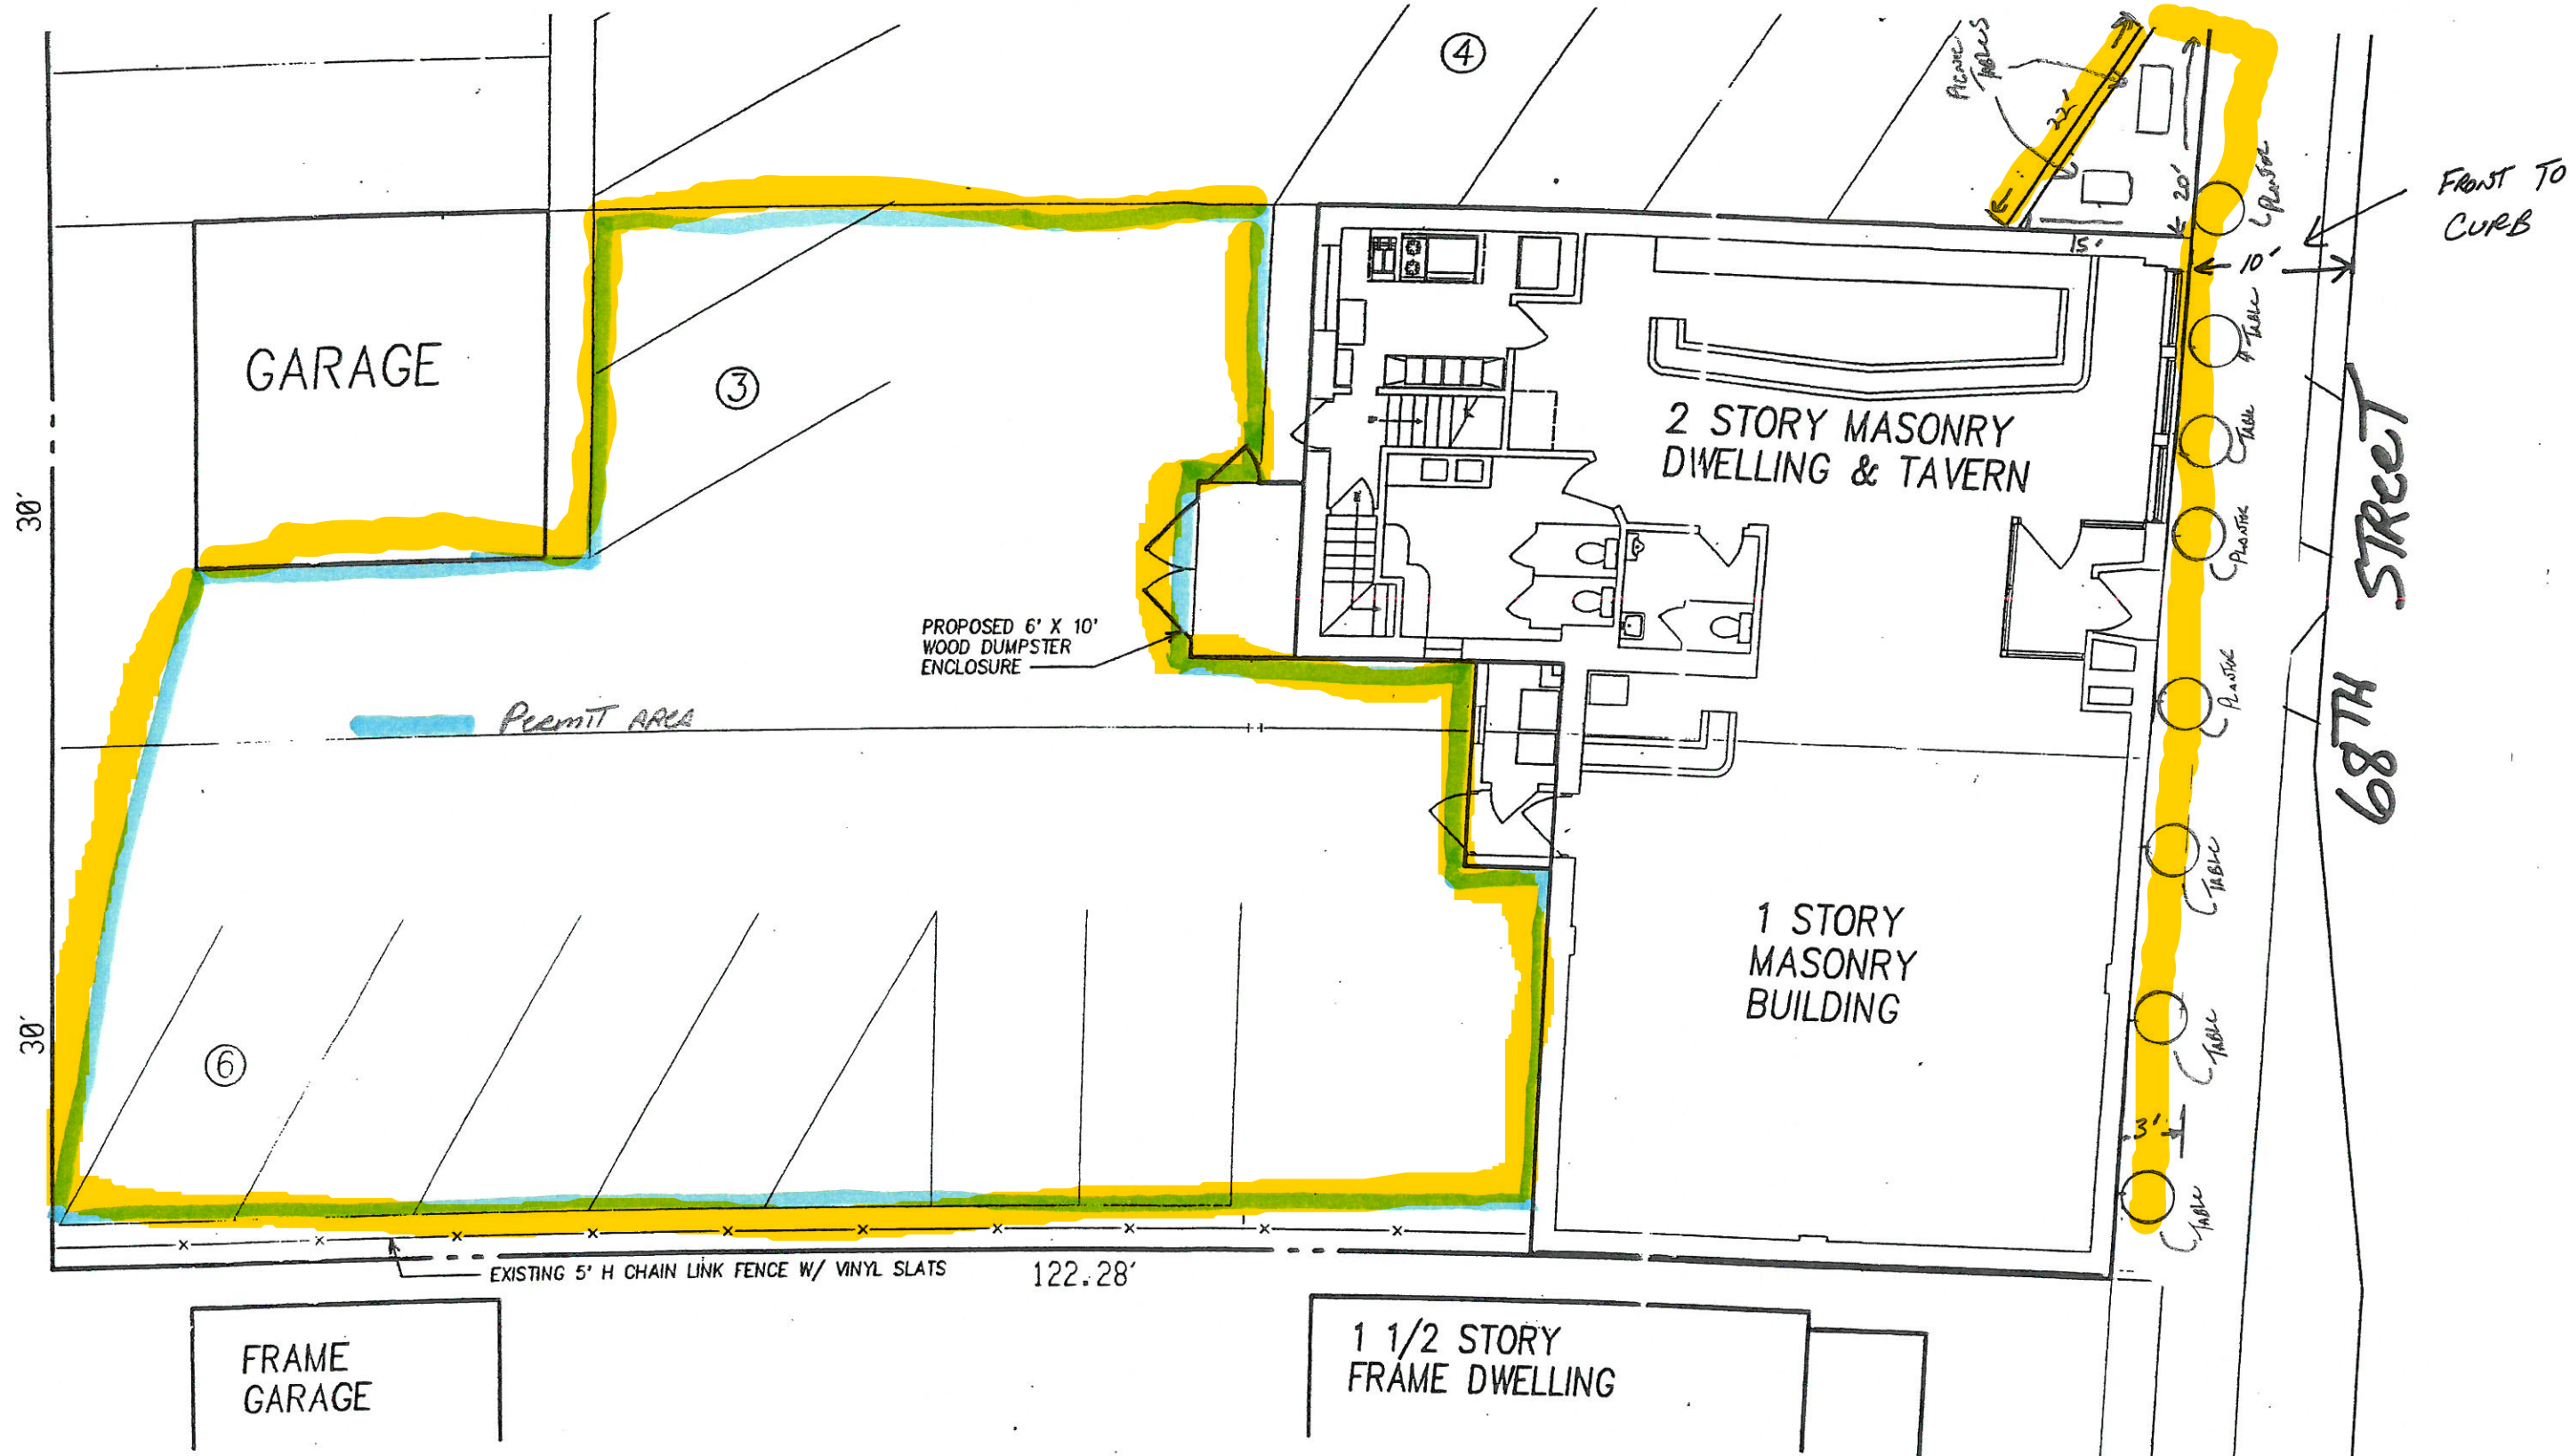 ④
PICNIC
TABLES
22'
20'
PLANTER
FRONT TO
CURB
15'
10'
TABLE
GARAGE
③
2 STORY MASONRY
DWELLING & TAVERN
TABLE
30'
PLANTER
68TH STREET
PROPOSED 6' X 10'
WOOD DUMPSTER
ENCLOSURE
PLANTER
PERMIT AREA
TABLE
1 STORY
MASONRY
BUILDING
30'
⑥
TABLE
3'
TABLE
EXISTING 5' H CHAIN LINK FENCE W/ VINYL SLATS
122.28'
FRAME
GARAGE
1 1/2 STORY
FRAME DWELLING